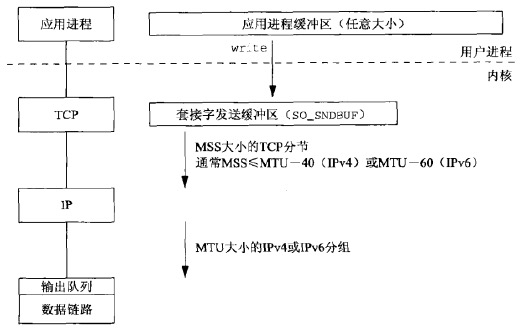 应用进程
应用进程缓冲区（任意大小）
write
用户进程
内核
TCP
套接字发送缓冲区（SO_SNDBUF）
MSS大小的TCP分节
通常MSS≤MTU－40（IPv4）或MTU－60（IPv6）
IP
MTU大小的IPv4或IPv6分组
输出队列
数据链路